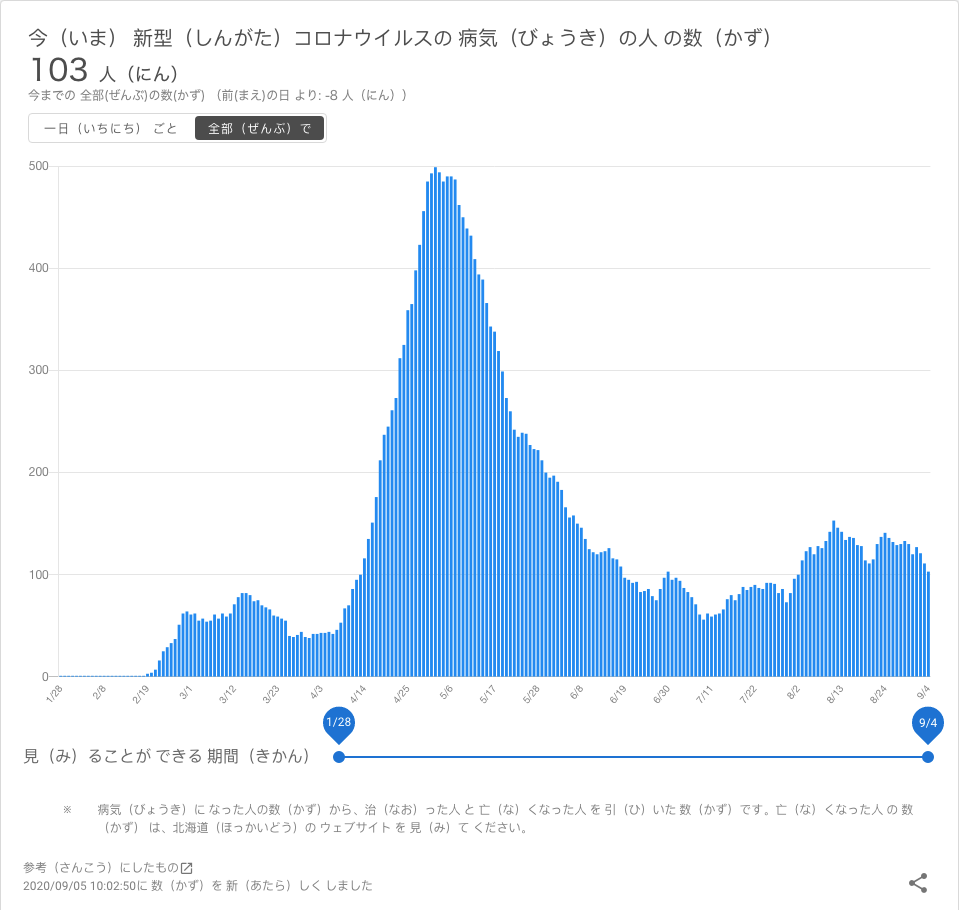 今（いま） 新型（しんがた）コロナウイルスの 病気（びょうき）の人 の数（かず）
103 人（にん）
今までの 全部(ぜんぶ)の数(かず) （前(まえ)の日 より: -8 人（にん））
一日（いちにち） ごと 全部（ぜんぶ）で
500
400
300
200
100
0
1/28 2/8 2/19 3/1 3/12 3/23 4/3 4/14 4/25 5/6 5/17 5/28 6/8 6/19 6/30 7/11 7/22 8/2 8/13 8/24 9/4
1/28 9/4
見（み）ることが できる 期間（きかん）
※ 病気（びょうき）に なった人の数（かず）から、治（なお）った人 と 亡（な）くなった人 を 引（ひ）いた 数（かず）です。亡（な）くなった人 の 数
（かず） は、北海道（ほっかいどう）の ウェブサイト を 見（み）て ください。
参考（さんこう）にしたもの
2020/09/05 10:02:50に 数（かず）を 新（あたら）しく しました